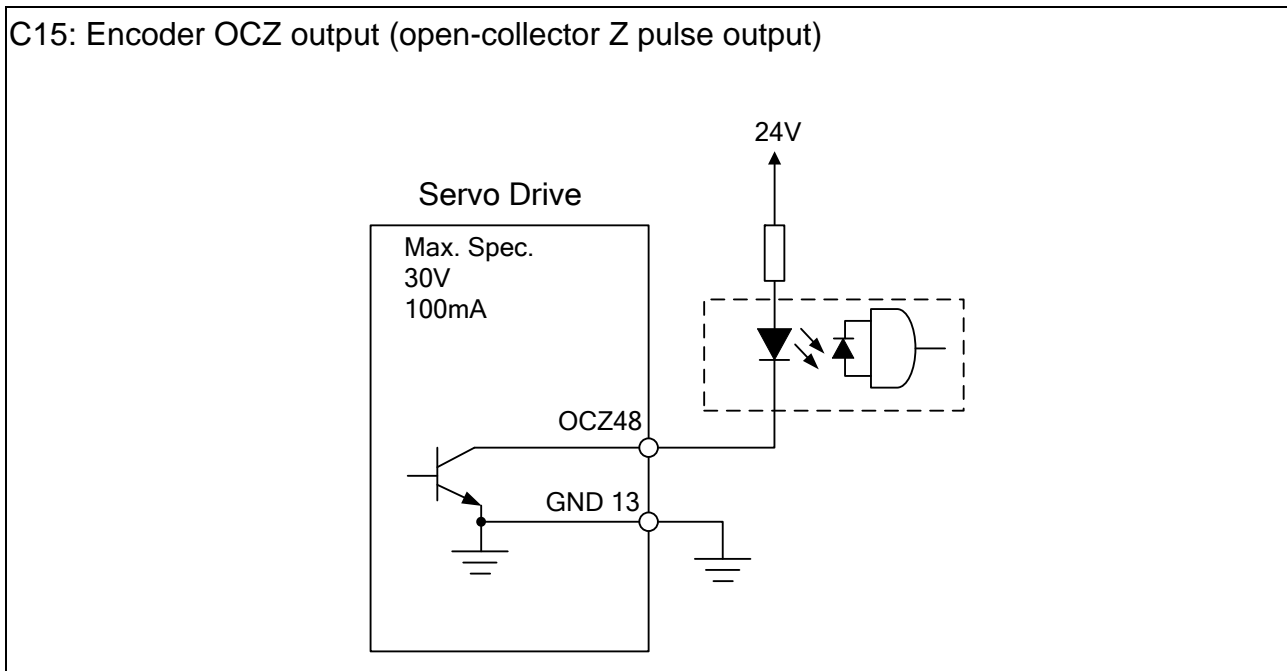 C15: Encoder OCZ output (open-collector Z pulse output)
24V
Servo Drive
Max. Spec.
30V
100mA
OCZ48
GND 13